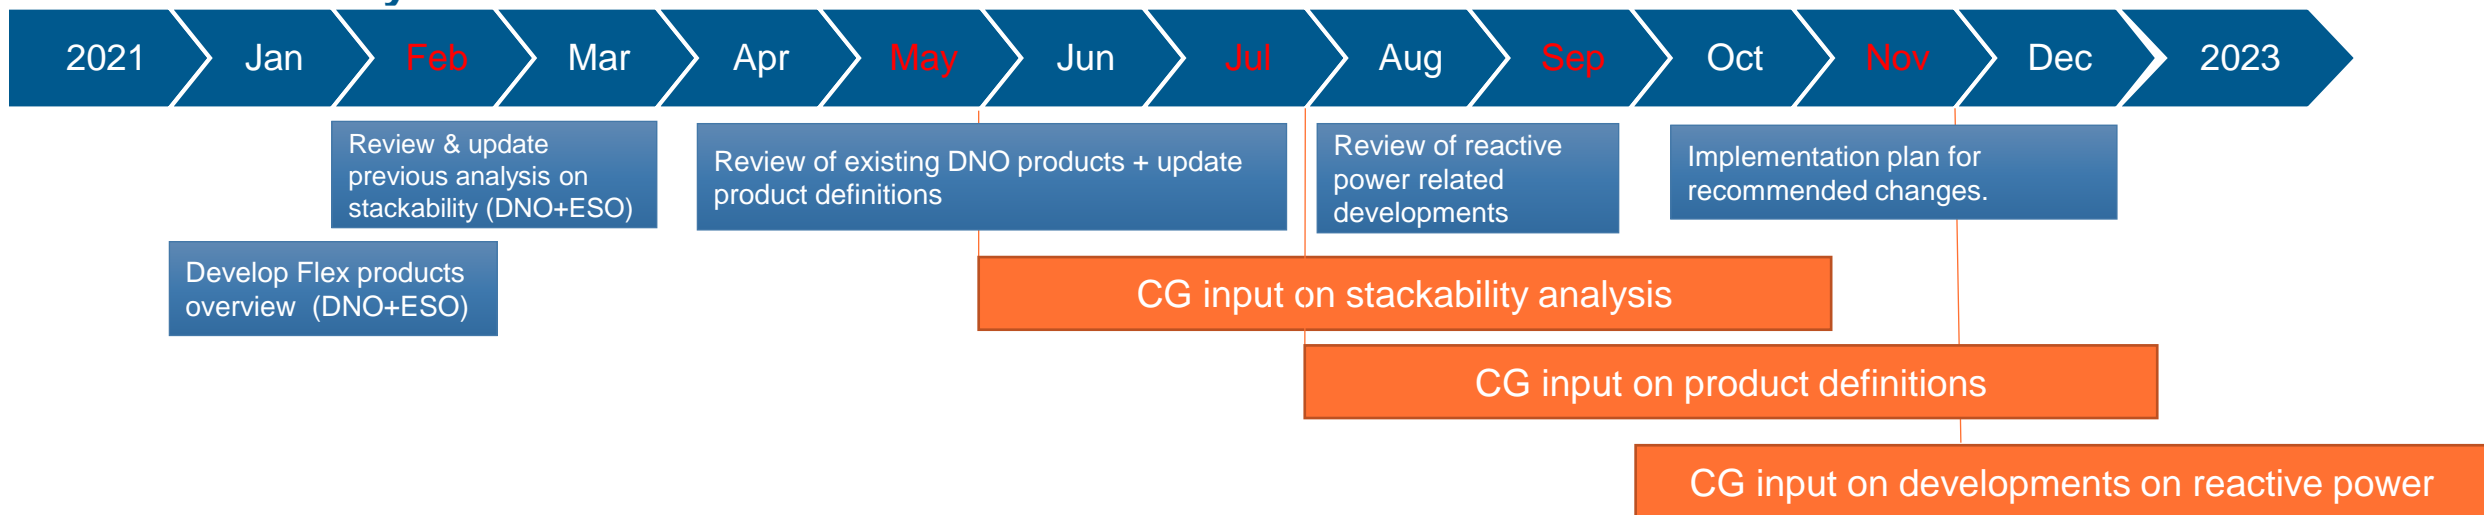 2021
Jan
Feb
Mar
Apr
May
Jun
Jul
Aug
Sep
Oct
Nov
Dec
2023
Review & update
previous analysis on
stackability (DNO+ESO)
Review of existing DNO products + update
product definitions
Review of reactive
power related
developments
Implementation plan for
recommended changes.
Develop Flex products
overview (DNO+ESO)
CG input on stackability analysis
CG input on product definitions
CG input on developments on reactive power